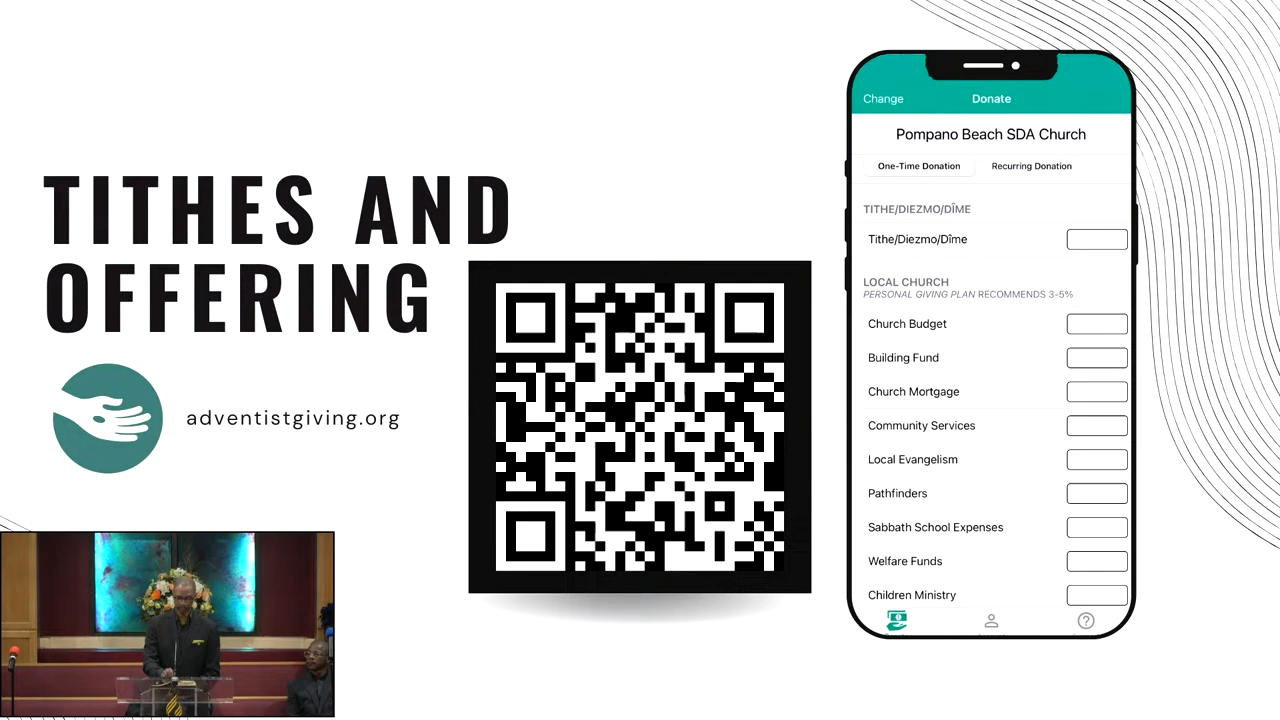 TITHES AND
OFFERING
adventistgiving.org
Change
Donate
Pompano Beach SDA Church
One-Time Donation
Recurring Donation
TITHE/DIEZMO/DÎME
Tithe/Diezmo/Dîme
LOCAL CHURCH
PERSONAL GIVING PLAN RECOMMENDS 3-5%
Church Budget
Building Fund
Church Mortgage
Community Services
Local Evangelism
Pathfinders
Sabbath School Expenses
Welfare Funds
Children Ministry